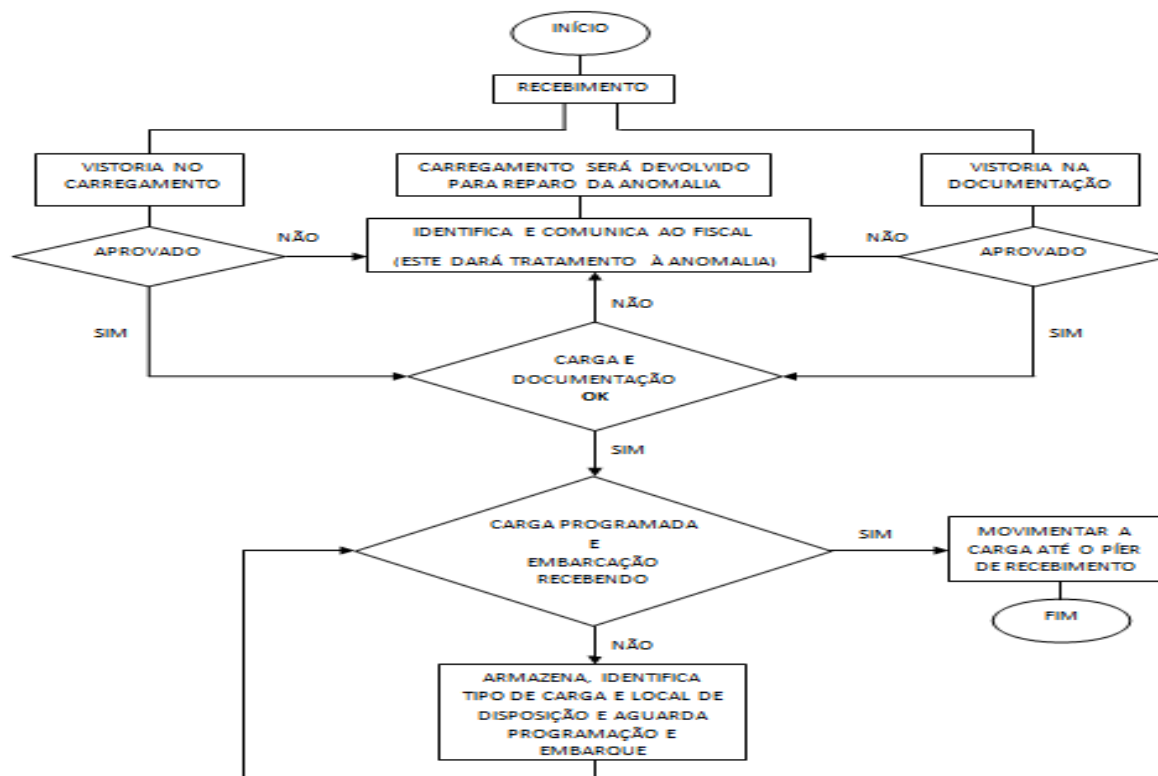 INÍCIO
RECEBIMENTO
VISTORIA NO
CARREGAMENTO
CARREGAMENTO SERÁ DEVOLVIDO
PARA REPARO DA ANOMALIA
VISTORIA NA
DOCUMENTAÇÃO
APROVADO
NÃO
IDENTIFICA E COMUNICA AO FISCAL
(ESTE DARÁ TRATAMENTO À ANOMALIA)
NÃO
APROVADO
SIM
NÃO
SIM
CARGA E
DOCUMENTAÇÃO
OK
SIM
CARGA PROGRAMADA
E
EMBARCAÇÃO
RECEBENDO
SIM
MOVIMENTAR A
CARGA ATÉ O PÍER
DE RECEBIMENTO
FIM
NÃO
ARMAZENA, IDENTIFICA
TIPO DE CARGA E LOCAL DE
DISPOSIÇÃO E AGUARDA
PROGRAMAÇÃO E
EMBARQUE